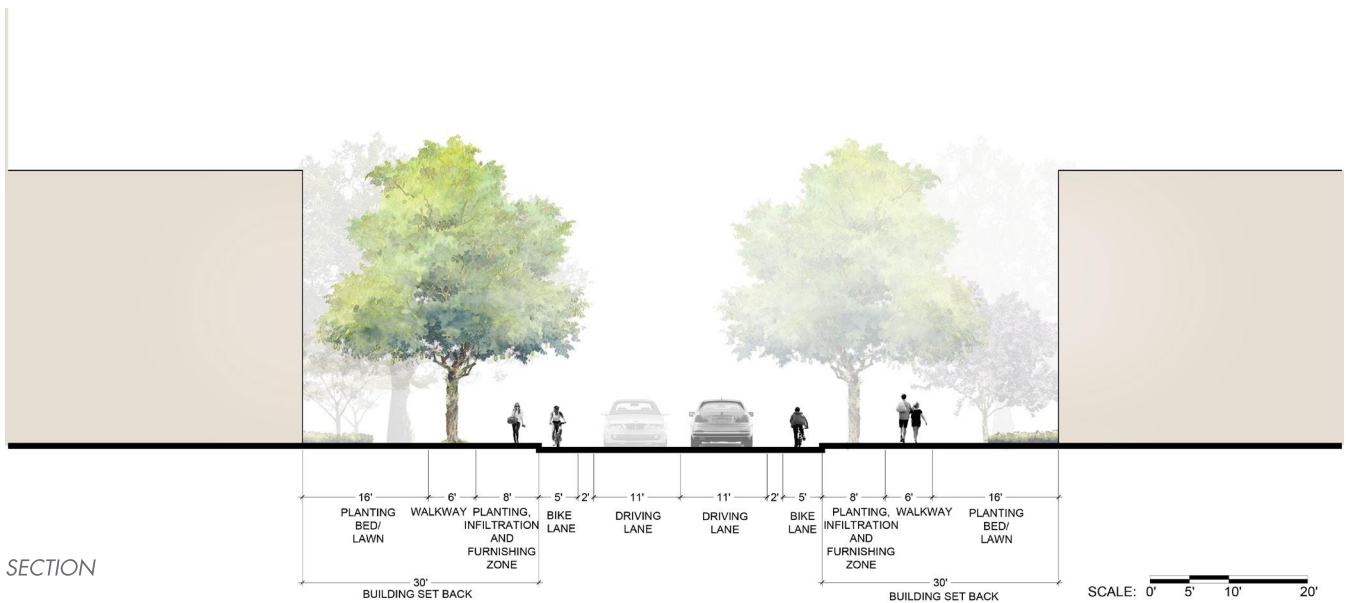 16' 6' 8' 5' 2' 11' 11' 2' 5' 8' 6' 16'
PLANTING
BED/
LAWN
WALKWAY
PLANTING,
INFILTRATION
AND
FURNISHING
ZONE
BIKE
LANE
DRIVING
LANE
DRIVING
LANE
BIKE
LANE
PLANTING,
INFILTRATION
AND
FURNISHING
ZONE
WALKWAY
PLANTING
BED/
LAWN
30'
BUILDING SET BACK
30'
BUILDING SET BACK
SECTION
SCALE: 0' 5' 10' 20'